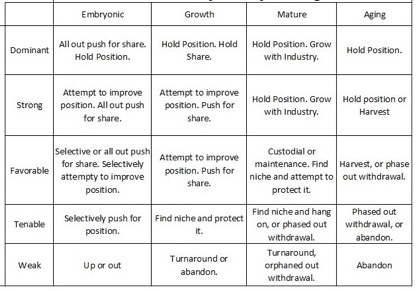 Embryonic Growth Mature Aging
Dominant
All out push for share.
Hold Position.
Hold Position. Hold
Share.
Hold Position. Grow
with Industry.
Hold Position.
Strong
Attempt to improve
position. All out push
for share.
Attempt to improve
position. Push for
share.
Hold Position. Grow
with Industry.
Hold position or
Harvest
Favorable
Selective or all out push
for share. Selectively
attempty to improve
position.
Attempt to improve
position. Push for
share.
Custodial or
maintenance. Find
niche and attempt to
protect it.
Harvest, or phase
out withdrawal.
Tenable
Selectively push for
position.
Find niche and protect
it.
Find niche and hang
on, or phased out
withdrawal.
Phased out
withdrawal, or
abandon.
Weak
Up or out
Turnaround or
abandon.
Turnaround,
orphaned out
withdrawal.
Abandon